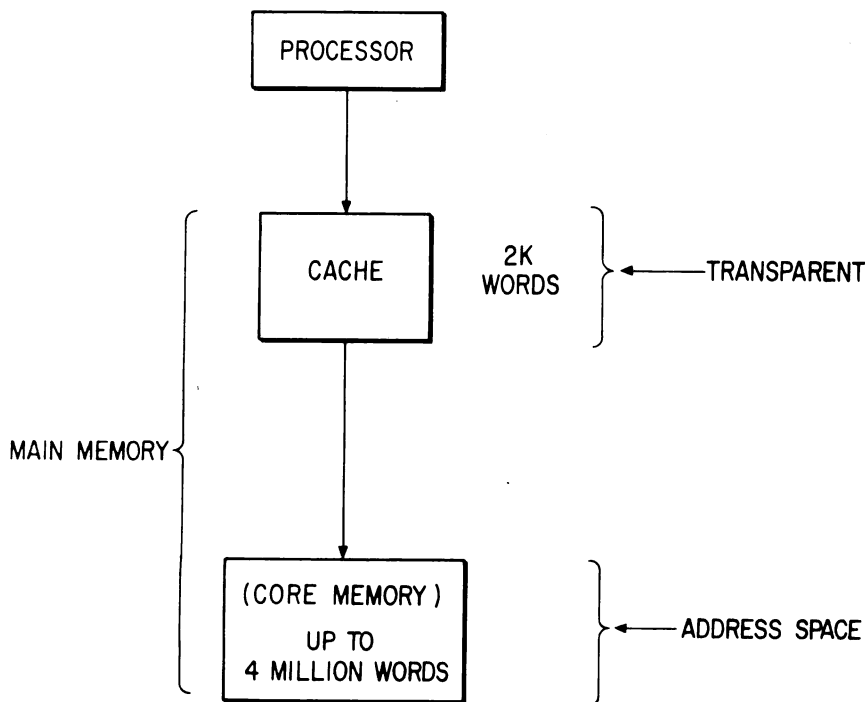 PROCESSOR
CACHE
2K
WORDS
TRANSPARENT
MAIN MEMORY
(CORE MEMORY)
UP TO
4 MILLION WORDS
ADDRESS SPACE